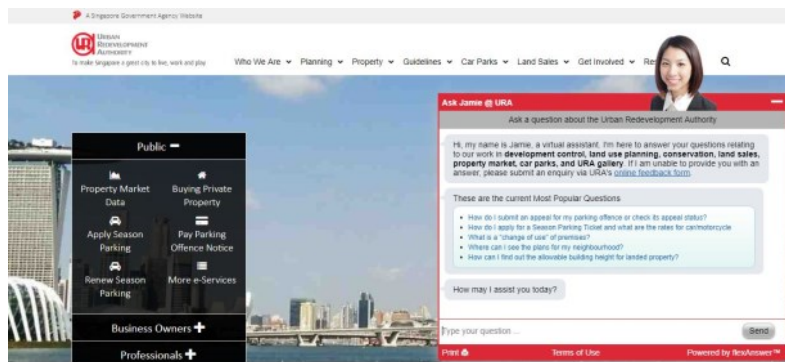 A Singapore Government Agency Website
URBAN
REDEVELOPMENT
AUTHORITY
To make Singapore a great city to live, work and play
Who We Are Planning Property Guidelines Car Parks Land Sales Get Involved
Ask Jamie @ URA
Ask a question about the Urban Redevelopment Authority
Hi, my name is Jamie, a virtual assistant. I'm here to answer your questions relating
to our work in development control, land use planning, conservation, land sales,
property market, car parks, and URA gallery. If I am unable to provide you with an
answer, please submit an enquiry via URA's online feedback form.
These are the current Most Popular Questions
How do I submit an appeal for my parking offence or check its appeal status?
How do I apply for a Season Parking Ticket and what are the rates for car/motorcycle
What is a "change of use" of premises?
Where can I see the plans for my neighbourhood?
How can I find out the allowable building height for landed property?
How may I assist you today?
Type your question ...
Send
Print
Terms of Use
Powered by flexAnswer™
Public
Property Market
Data
Buying Private
Property
Apply Season
Parking
Pay Parking
Offence Notice
Renew Season
Parking
More e-Services
Business Owners
Professionals